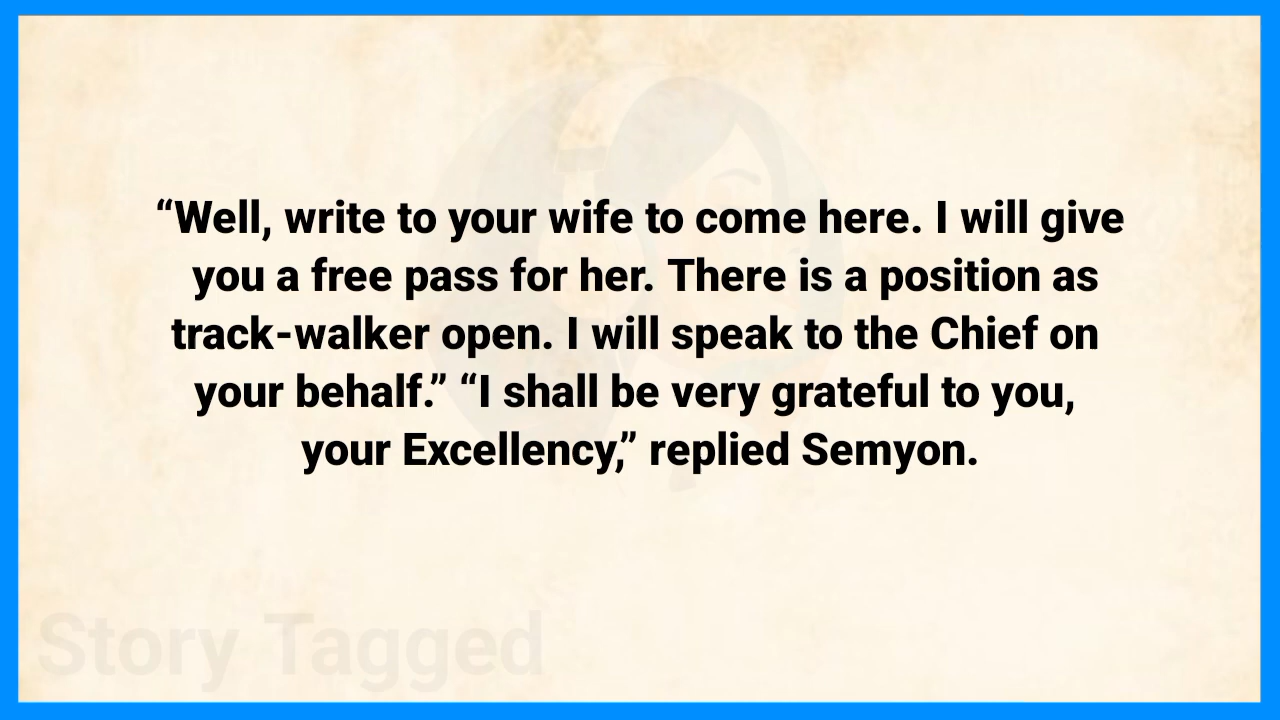 “Well, write to your wife to come here. I will give
you a free pass for her. There is a position as
track-walker open. I will speak to the Chief on
your behalf.” “I shall be very grateful to you,
your Excellency,” replied Semyon.
Story Tagged